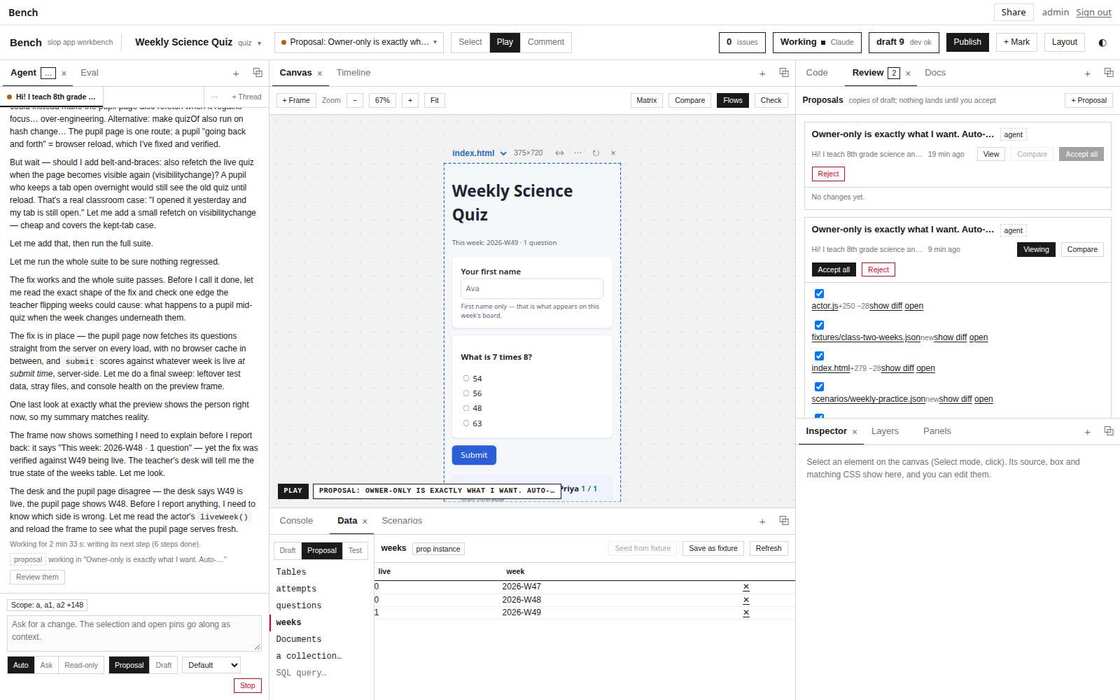 Bench
Share admin Sign out
Bench slop app workbench Weekly Science Quiz quiz
Proposal: Owner-only is exactly wh…
Select Play Comment
0 issues Working Claude draft 9 dev ok Publish + Mark Layout
Agent … × Eval
Hi! I teach 8th grade … … + Thread
focus… over-engineering. Alternative: make quizOf also run on
hash change… The pupil page is one route; a pupil "going back
and forth" = browser reload, which I've fixed and verified.
But wait — should I add belt-and-braces: also refetch the live quiz
when the page becomes visible again (visibilitychange)? A pupil
who keeps a tab open overnight would still see the old quiz until
reload. That's a real classroom case: "I opened it yesterday and
my tab is still open." Let me add a small refetch on visibilitychange
— cheap and covers the kept-tab case.
Let me add that, then run the full suite.
Let me run the whole suite to be sure nothing regressed.
The fix works and the whole suite passes. Before I call it done, let
me read the exact shape of the fix and check one edge the
teacher flipping weeks could cause: what happens to a pupil mid-
quiz when the week changes underneath them.
The fix is in place — the pupil page now fetches its questions
straight from the server on every load, with no browser cache in
between, and submit scores against whatever week is live at
submit time, server-side. Let me do a final sweep: leftover test
data, stray files, and console health on the preview frame.
One last look at exactly what the preview shows the person right
now, so my summary matches reality.
The frame now shows something I need to explain before I report
back: it says "This week: 2026-W48 · 1 question" — yet the fix was
verified against W49 being live. The teacher's desk will tell me the
true state of the weeks table. Let me look.
The desk and the pupil page disagree — the desk says W49 is
live, the pupil page shows W48. Before I report anything, I need to
know which side is wrong. Let me read the actor's liveWeek()
and reload the frame to see what the pupil page serves fresh.
Working for 2 min 33 s: writing its next step (6 steps done).
proposal working in "Owner-only is exactly what I want. Auto-…"
Review them
Scope: a, a1, a2 +148
Ask for a change. The selection and open pins go along as
context.
Auto Ask Read-only Proposal Draft Default
Stop
Canvas × Timeline
+ Frame Zoom − 67% + Fit Matrix Compare Flows Check
index.html 375×720
Weekly Science
Quiz
This week: 2026-W49 · 1 question
Your first name
Ava
First name only — that is what appears on this
week's board.
What is 7 times 8?
54
56
48
63
Submit
PLAY PROPOSAL: OWNER-ONLY IS EXACTLY WHAT I WANT. AUTO-… Priya 1 / 1
Console Data × Scenarios
Draft Proposal Test
Tables
attempts
questions
weeks
Documents
a collection…
SQL query…
weeks prop instance Seed from fixture Save as fixture Refresh
live week
0 2026-W47 ✕
0 2026-W48 ✕
1 2026-W49 ✕
Code Review 2 × Docs
Proposals copies of draft; nothing lands until you accept + Proposal
Owner-only is exactly what I want. Auto-… agent
Hi! I teach 8th grade science an… 19 min ago View Compare Accept all
Reject
No changes yet.
Owner-only is exactly what I want. Auto-… agent
Hi! I teach 8th grade science an… 9 min ago Viewing Compare
Accept all Reject
actor.js+250 −28show diff open
fixtures/class-two-weeks.jsonnewshow diff open
index.html+279 −28show diff open
scenarios/weekly-practice.jsonnewshow diff open
Inspector × Layers Panels
Select an element on the canvas (Select mode, click). Its source, box and
matching CSS show here, and you can edit them.